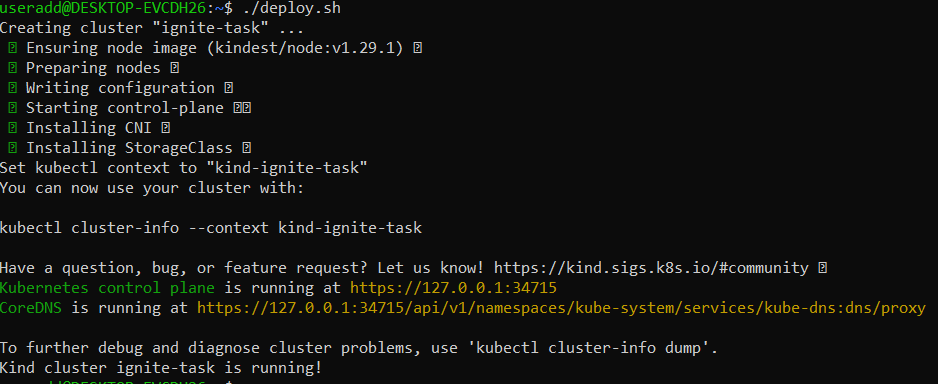 useradd@DESKTOP-EVCDH26:~$ ./deploy.sh
Creating cluster "ignite-task" ...
Ensuring node image (kindest/node:v1.29.1)
Preparing nodes
Writing configuration
Starting control-plane
Installing CNI
Installing StorageClass
Set kubectl context to "kind-ignite-task"
You can now use your cluster with:
kubectl cluster-info --context kind-ignite-task
Have a question, bug, or feature request? Let us know! https://kind.sigs.k8s.io/#community
Kubernetes control plane is running at https://127.0.0.1:34715
CoreDNS is running at https://127.0.0.1:34715/api/v1/namespaces/kube-system/services/kube-dns:dns/proxy
To further debug and diagnose cluster problems, use 'kubectl cluster-info dump'.
Kind cluster ignite-task is running!